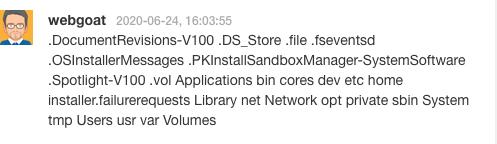 webgoat 2020-06-24, 16:03:55
.DocumentRevisions-V100 .DS_Store .file .fseventsd
.OSInstallerMessages .PKInstallSandboxManager-SystemSoftware
.Spotlight-V100 .vol Applications bin cores dev etc home
installer.failurerequests Library net Network opt private sbin System
tmp Users usr var Volumes